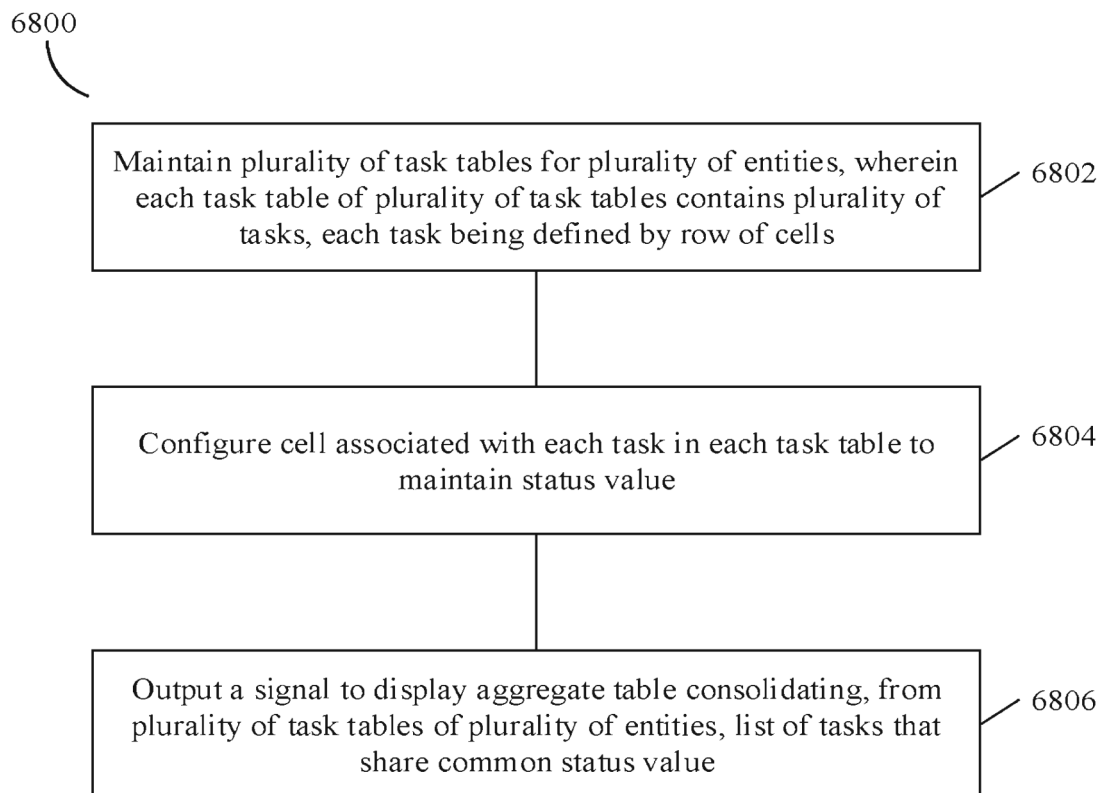 6800
Maintain plurality of task tables for plurality of entities, wherein
each task table of plurality of task tables contains plurality of
tasks, each task being defined by row of cells
6802
Configure cell associated with each task in each task table to
maintain status value
6804
Output a signal to display aggregate table consolidating, from
plurality of task tables of plurality of entities, list of tasks that
share common status value
6806